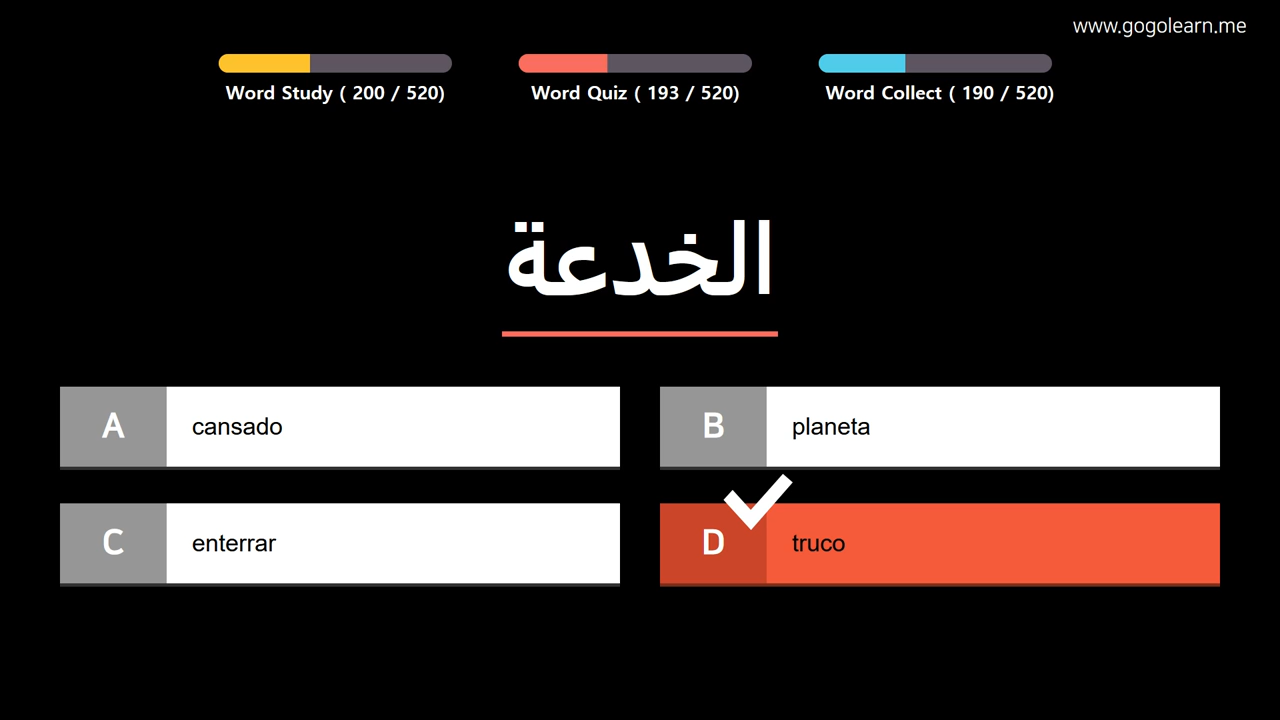 www.gogolearn.me
Word Study ( 200 / 520)
Word Quiz ( 193 / 520)
Word Collect ( 190 / 520)
الخدعة
A cansado
B planeta
C enterrar
D truco